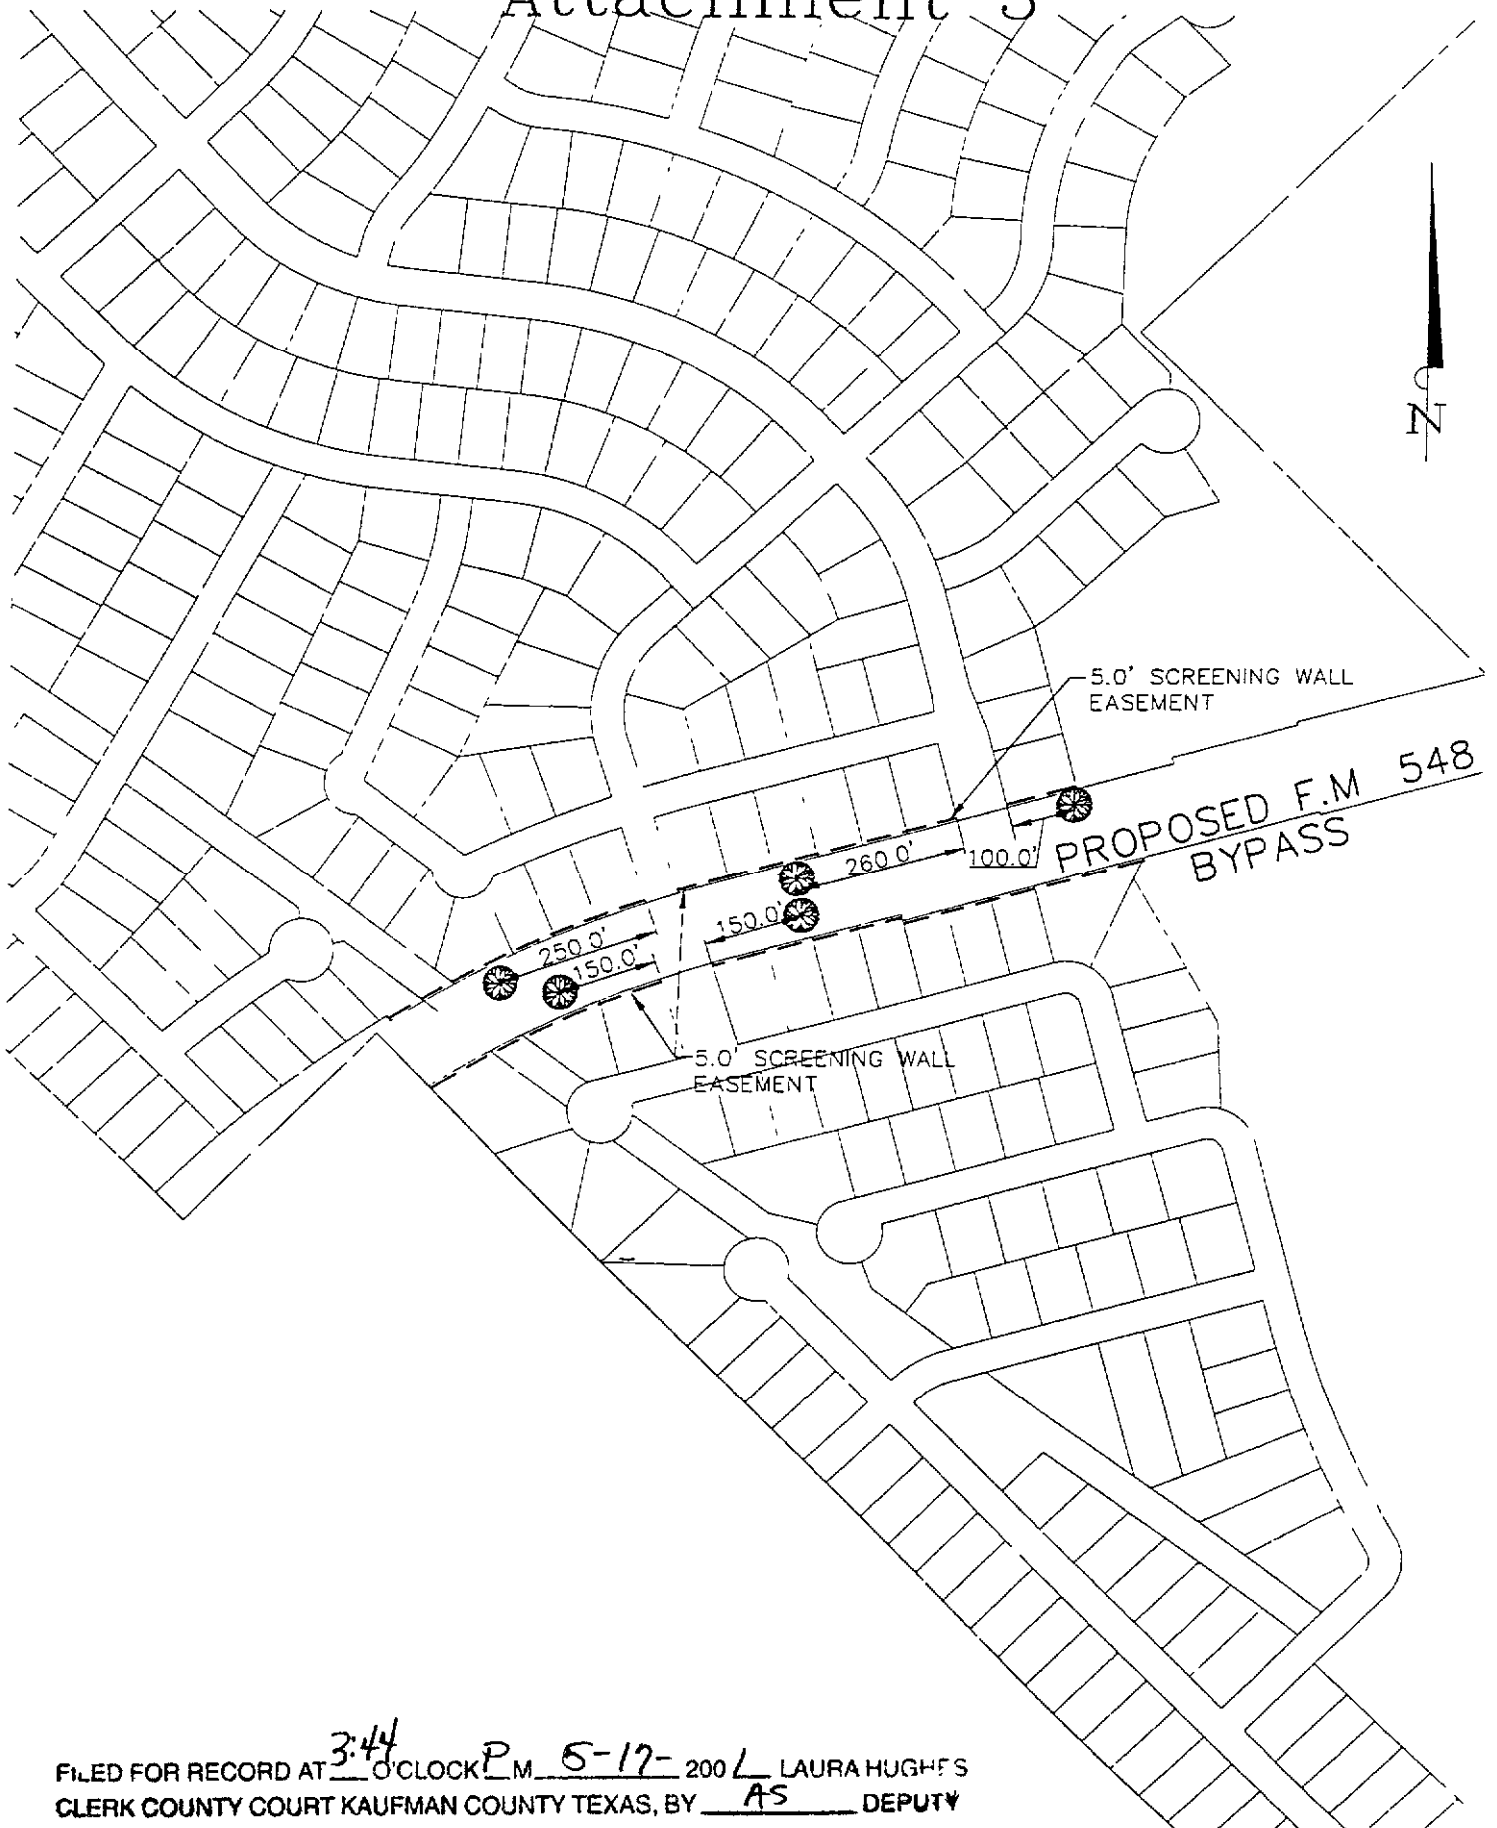 Attachment 3
N
5.0' SCREENING WALL
EASEMENT
PROPOSED F.M 548
BYPASS
260.0'
100.0'
150.0'
250.0'
150.0'
5.0' SCREENING WALL
EASEMENT
FILED FOR RECORD AT 3:44 O'CLOCK P M 5-17- 2001 LAURA HUGHES
CLERK COUNTY COURT KAUFMAN COUNTY TEXAS, BY AS DEPUTY